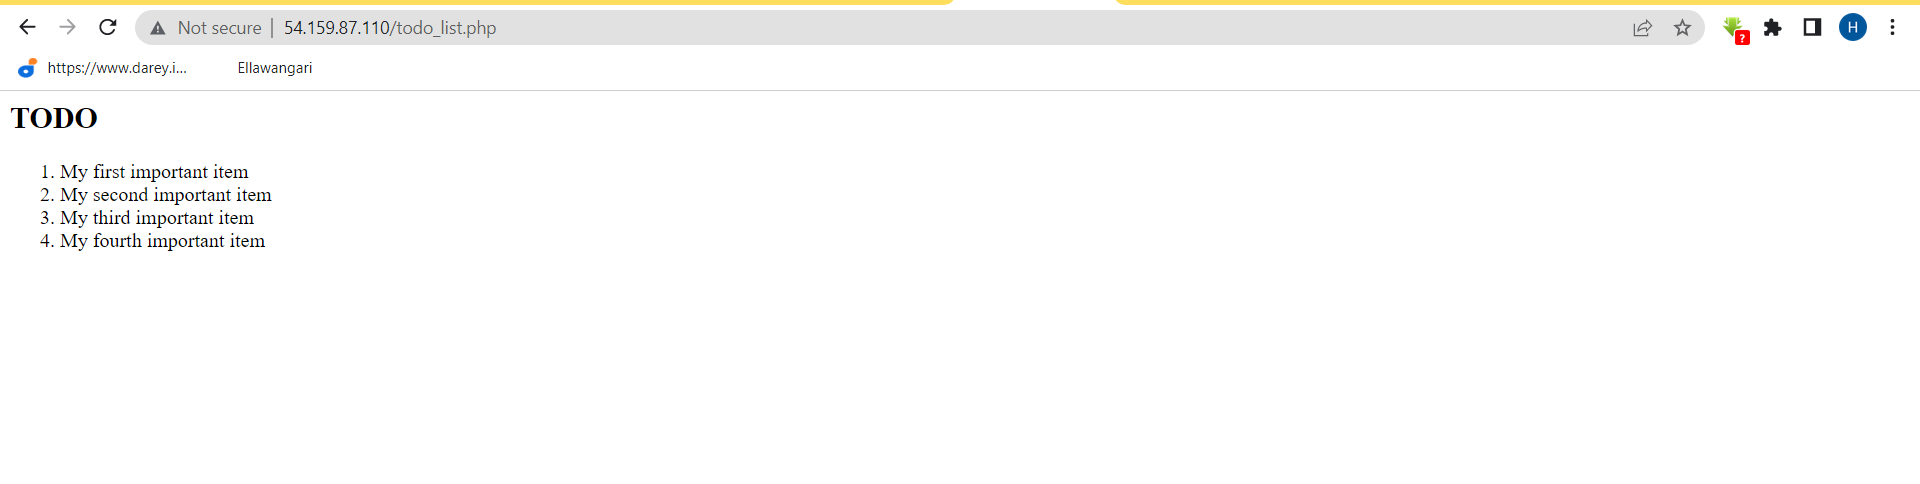 Not secure | 54.159.87.110/todo_list.php
?
H
https://www.darey.i... Ellawangari
TODO
1. My first important item
2. My second important item
3. My third important item
4. My fourth important item